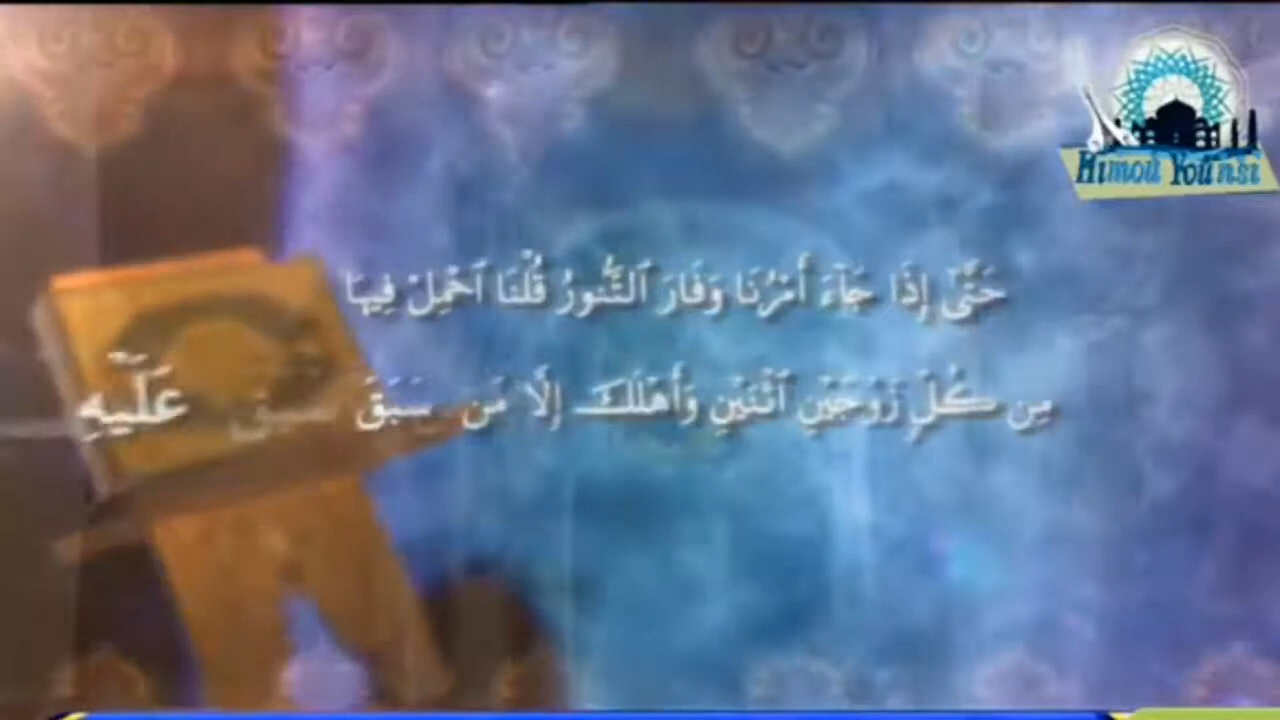 Himou Younsi
حَتَّىٰٓ إِذَا جَآءَ أَمْرُنَا وَفَارَ ٱلتَّنُّورُ قُلْنَا ٱحْمِلْ فِيهَا
مِن كُلٍّ زَوْجَيْنِ ٱثْنَيْنِ وَأَهْلَكَ إِلَّا مَن سَبَقَ عَلَيْهِ